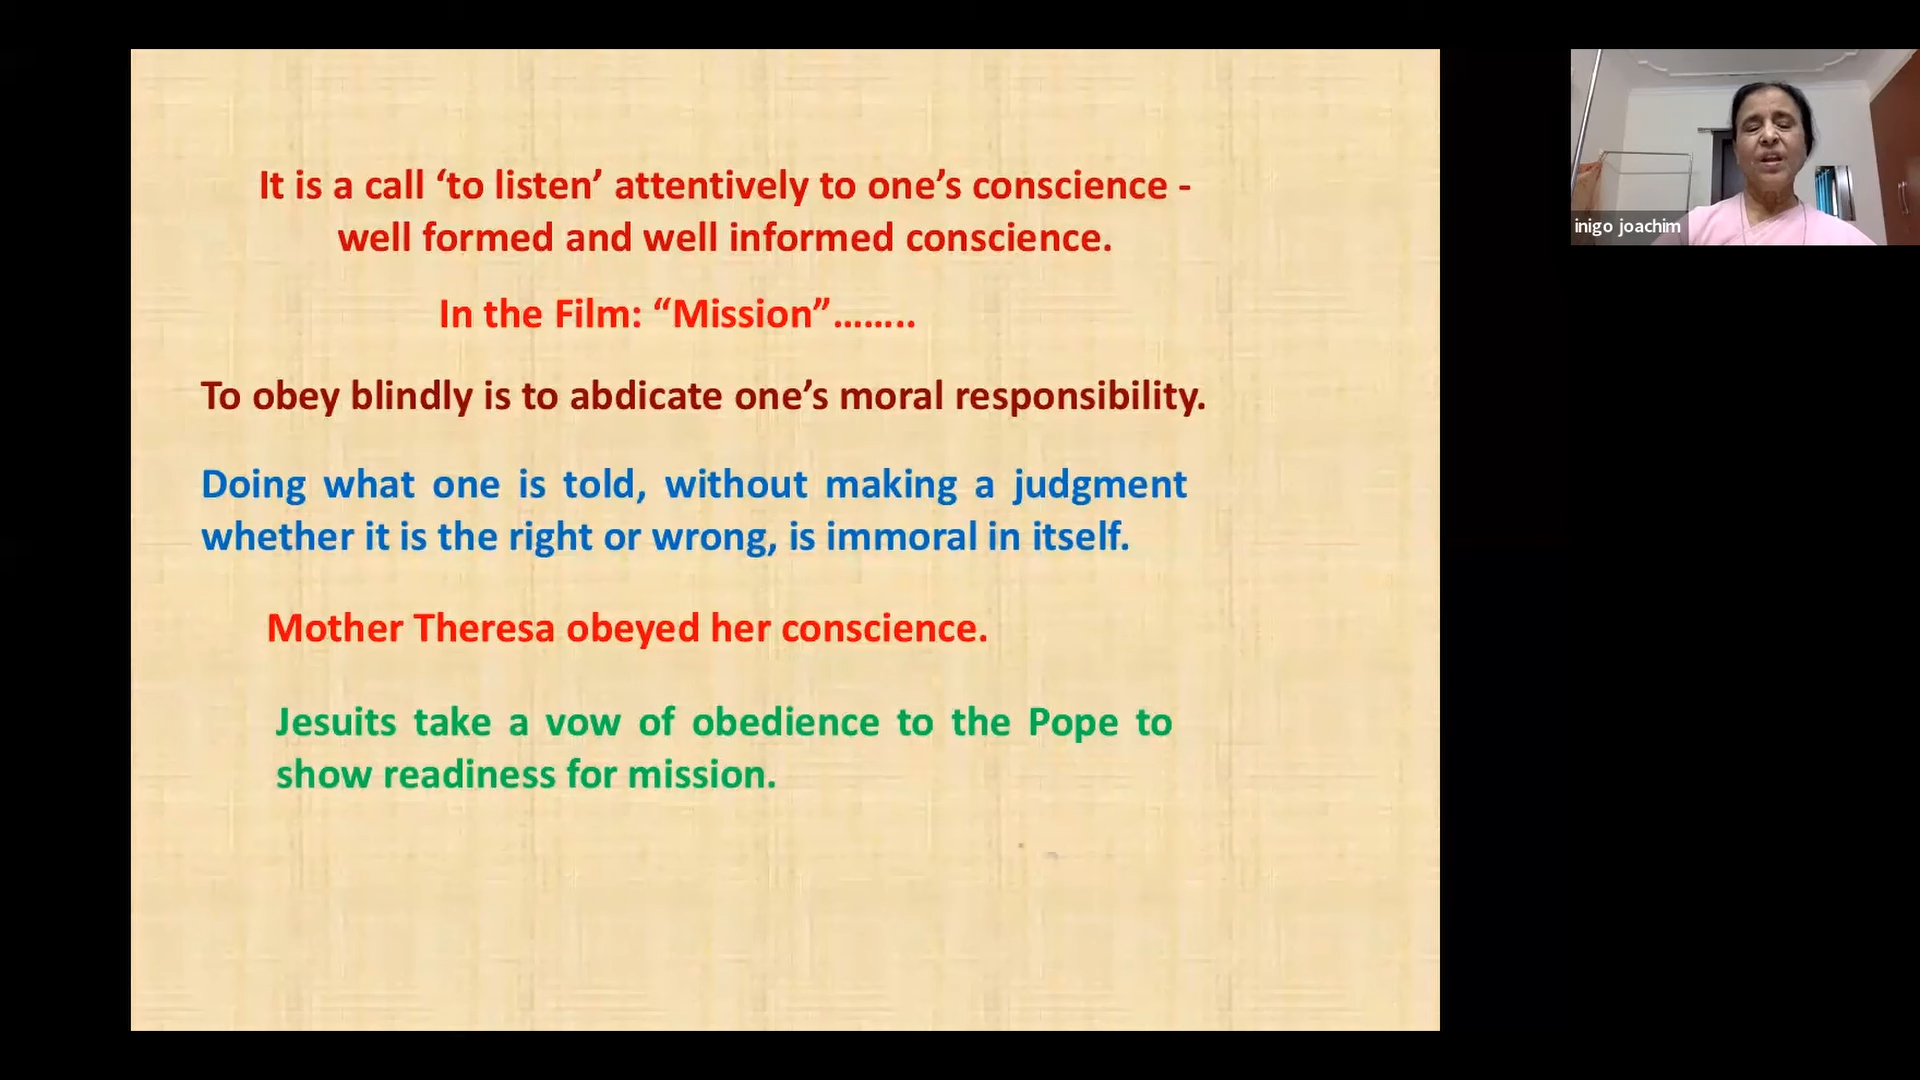 It is a call ‘to listen’ attentively to one’s conscience -
well formed and well informed conscience.
In the Film: “Mission”……..
To obey blindly is to abdicate one’s moral responsibility.
Doing what one is told, without making a judgment
whether it is the right or wrong, is immoral in itself.
Mother Theresa obeyed her conscience.
Jesuits take a vow of obedience to the Pope to
show readiness for mission.
inigo joachim